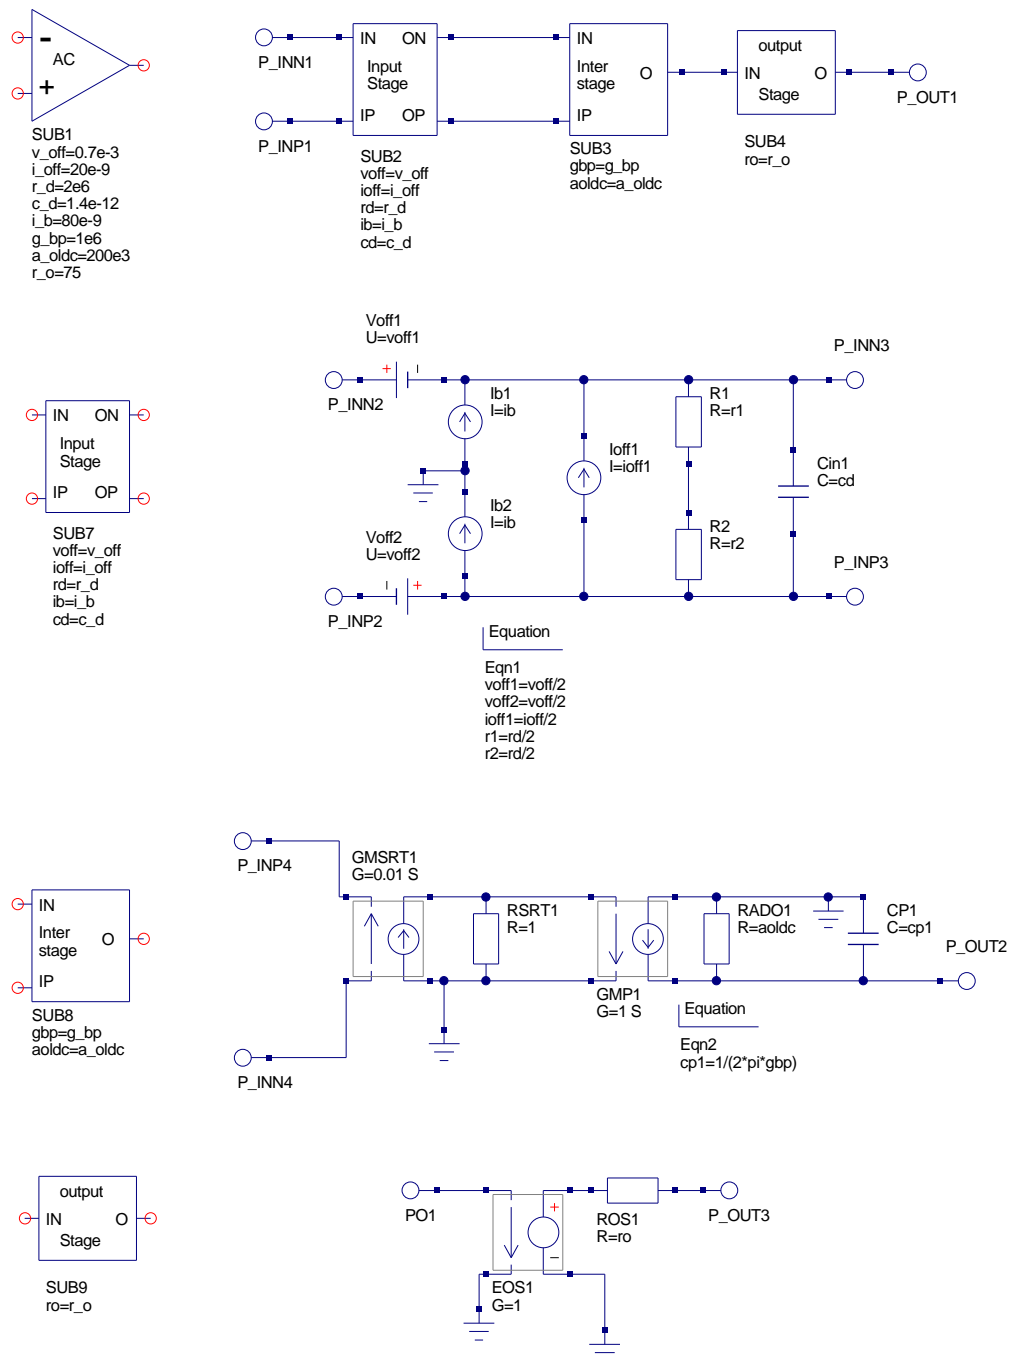 -
AC
+
SUB1
v_off=0.7e-3
i_off=20e-9
r_d=2e6
c_d=1.4e-12
i_b=80e-9
g_bp=1e6
a_oldc=200e3
r_o=75
P_INN1
P_INP1
IN ON
Input
Stage
IP OP
SUB2
voff=v_off
ioff=i_off
rd=r_d
ib=i_b
cd=c_d
IN
Inter
stage
O
IP
SUB3
gbp=g_bp
aoldc=a_oldc
output
IN O
Stage
SUB4
ro=r_o
P_OUT1
IN ON
Input
Stage
IP OP
SUB7
voff=v_off
ioff=i_off
rd=r_d
ib=i_b
cd=c_d
Voff1
U=voff1
P_INN2
Ib1
I=ib
Ioff1
I=ioff1
R1
R=r1
P_INN3
Cin1
C=cd
Ib2
I=ib
R2
R=r2
Voff2
U=voff2
P_INP2
P_INP3
Equation
Eqn1
voff1=voff/2
voff2=voff/2
ioff1=ioff/2
r1=rd/2
r2=rd/2
IN
Inter
stage
O
IP
SUB8
gbp=g_bp
aoldc=a_oldc
P_INP4
GMSRT1
G=0.01 S
RSRT1
R=1
RADO1
R=aoldc
CP1
C=cp1
P_OUT2
GMP1
G=1 S
Equation
Eqn2
cp1=1/(2*pi*gbp)
P_INN4
output
IN O
Stage
SUB9
ro=r_o
PO1
EOS1
G=1
ROS1
R=ro
P_OUT3